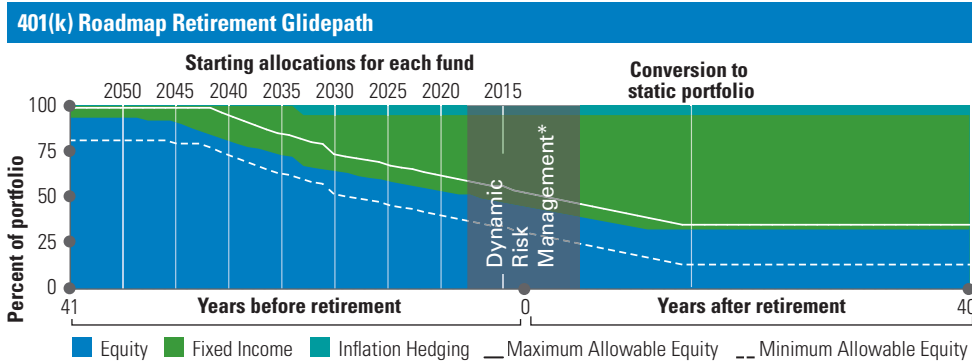 401(k) Roadmap Retirement Glidepath
Starting allocations for each fund
Conversion to
static portfolio
2050 2045 2040 2035 2030 2025 2020 2015
Percent of portfolio
100
75
50
25
0
Dynamic
Risk
Management*
41 Years before retirement 0 Years after retirement 40
Equity Fixed Income Inflation Hedging Maximum Allowable Equity Minimum Allowable Equity